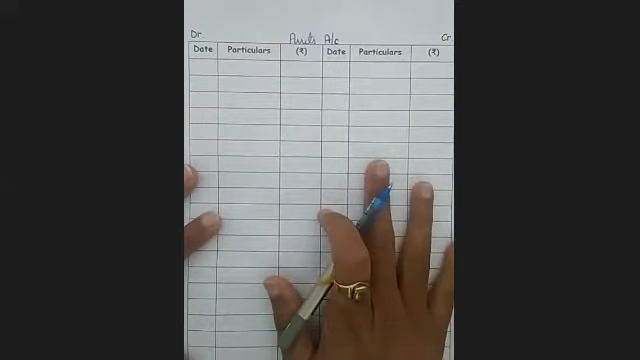 Dr. Amit's A/c Cr.
Date Particulars (₹) Date Particulars (₹)